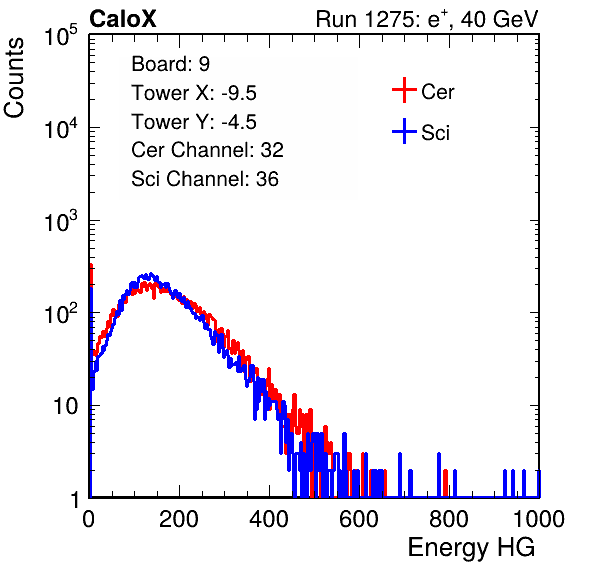 CaloX Run 1275: e⁺, 40 GeV
Counts
Board: 9
Tower X: -9.5
Tower Y: -4.5
Cer Channel: 32
Sci Channel: 36
Cer
Sci
10⁵
10⁴
10³
10²
10
1
0 200 400 600 800 1000
Energy HG